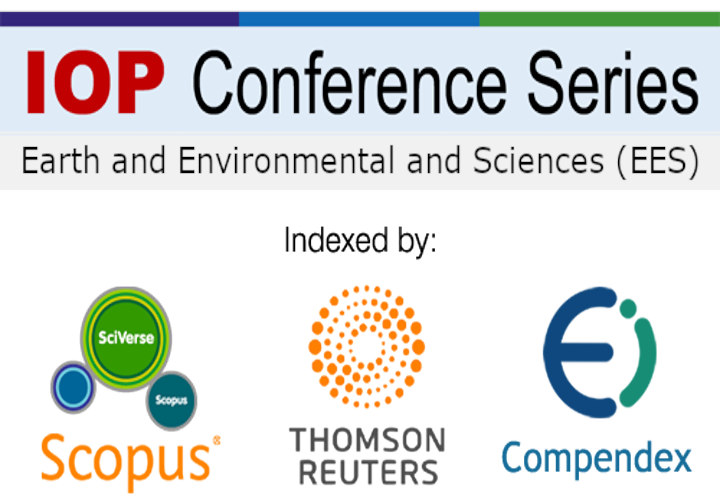 IOP Conference Series
Earth and Environmental and Sciences (EES)
Indexed by:
SciVerse
Scopus
Scopus®
THOMSON
REUTERS
Compendex